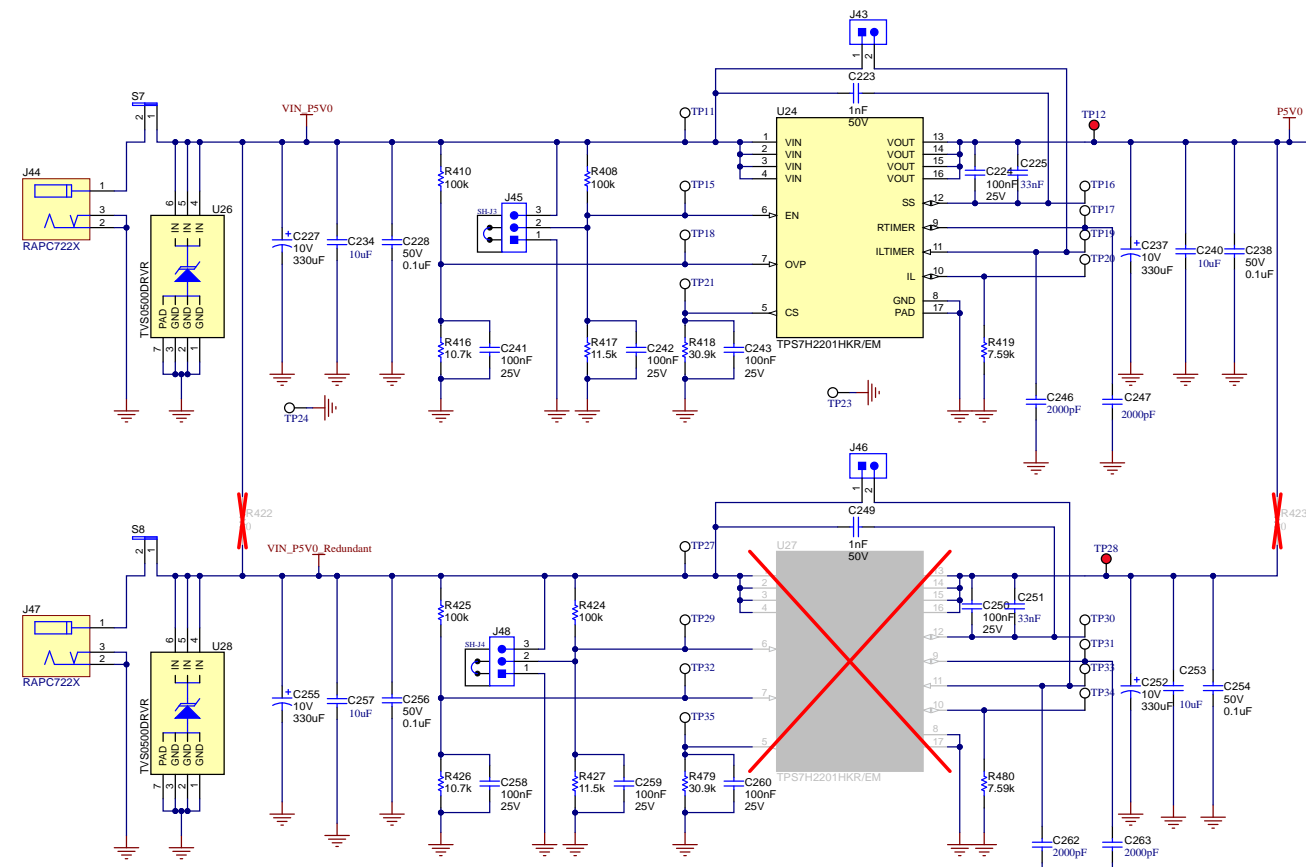 J43
1
2
C223
1nF
50V
S7
2
1
VIN_P5V0
TP11
U24
TP12
P5V0
J44
1
3
2
RAPC722X
6
5
4
IN
IN
IN
U26
TVS0500DRVR
PAD
GND
GND
GND
7
3
2
1
C227
10V
330uF
C234
10uF
C228
50V
0.1uF
TP24
R410
100k
R408
100k
J45
SH-J3
3
2
1
TP15
TP18
TP21
R416
10.7k
C241
100nF
25V
R417
11.5k
C242
100nF
25V
R418
30.9k
C243
100nF
25V
1 VIN
2 VIN
3 VIN
4 VIN
6 EN
7 OVP
5 CS
VOUT 13
VOUT 14
VOUT 15
VOUT 16
SS 12
RTIMER 9
ILTIMER 11
IL 10
GND 8
PAD 17
TPS7H2201HKR/EM
C224
100nF
25V
C225
33nF
TP16
TP17
TP19
TP20
C237
10V
330uF
C240
10uF
C238
50V
0.1uF
R419
7.59k
TP23
C246
2000pF
C247
2000pF
R422
0
R423
0
J46
1
2
C249
1nF
50V
S8
2
1
VIN_P5V0_Redundant
TP27
U27
TP28
J47
1
3
2
RAPC722X
6
5
4
IN
IN
IN
U28
TVS0500DRVR
PAD
GND
GND
GND
7
3
2
1
C255
10V
330uF
C257
10uF
C256
50V
0.1uF
R425
100k
R424
100k
J48
SH-J4
3
2
1
TP29
TP32
TP35
R426
10.7k
C258
100nF
25V
R427
11.5k
C259
100nF
25V
R479
30.9k
C260
100nF
25V
2
3
4
6
7
5
13
14
15
16
12
9
11
10
8
17
TPS7H2201HKR/EM
C250
100nF
25V
C251
33nF
TP30
TP31
TP33
TP34
C252
10V
330uF
C253
10uF
C254
50V
0.1uF
R480
7.59k
C262
2000pF
C263
2000pF